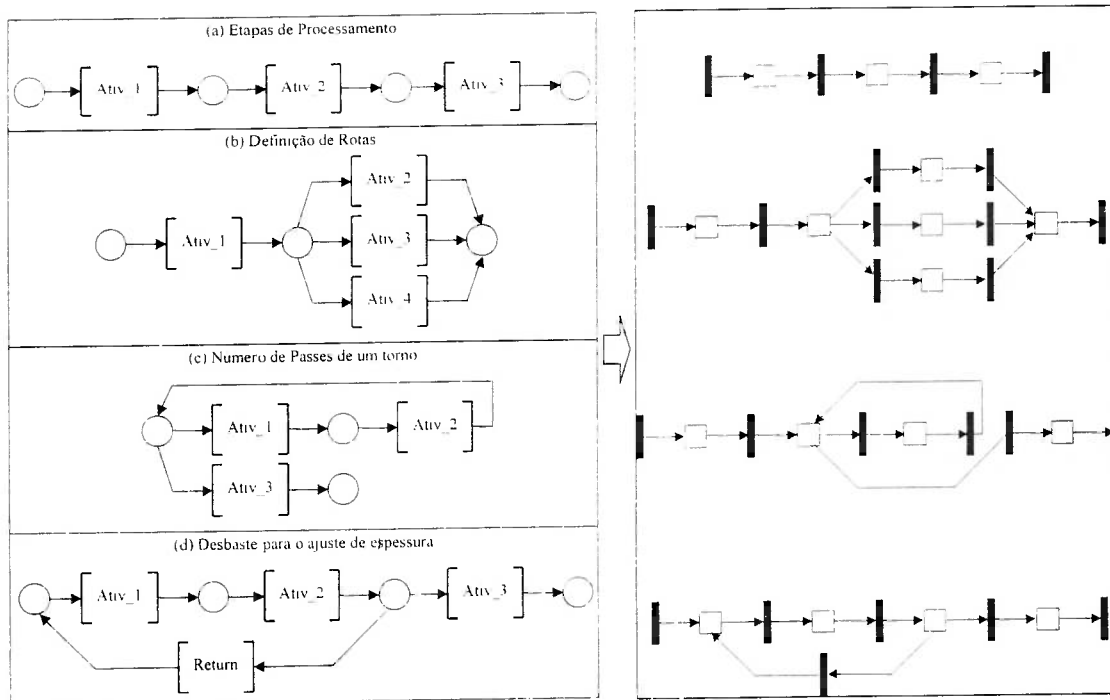 (a) Etapas de Processamento
Ativ_1
Ativ_2
Ativ_3
(b) Definição de Rotas
Ativ_2
Ativ_1
Ativ_3
Ativ_4
(c) Numero de Passes de um torno
Ativ_1
Ativ_2
Ativ_3
(d) Desbaste para o ajuste de espessura
Ativ_1
Ativ_2
Ativ_3
Return